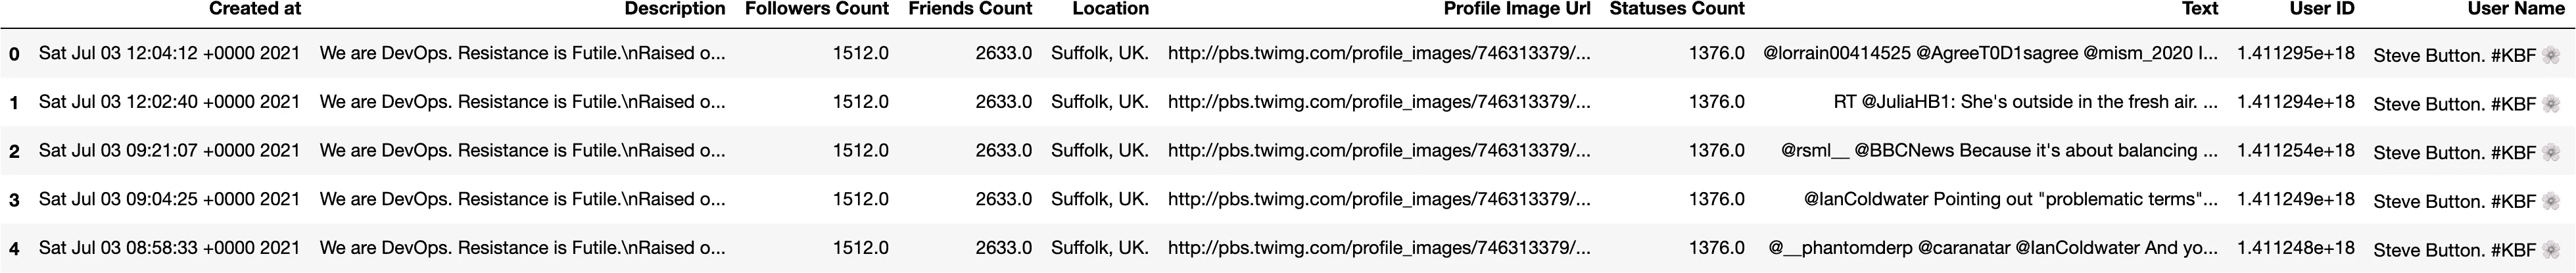 Created at Description Followers Count Friends Count Location Profile Image Url Statuses Count Text User ID User Name
0 Sat Jul 03 12:04:12 +0000 2021 We are DevOps. Resistance is Futile.\nRaised o... 1512.0 2633.0 Suffolk, UK. http://pbs.twimg.com/profile_images/746313379/... 1376.0 @lorrain00414525 @AgreeT0D1sagree @mism_2020 I... 1.411295e+18 Steve Button. #KBF 🌸
1 Sat Jul 03 12:02:40 +0000 2021 We are DevOps. Resistance is Futile.\nRaised o... 1512.0 2633.0 Suffolk, UK. http://pbs.twimg.com/profile_images/746313379/... 1376.0 RT @JuliaHB1: She's outside in the fresh air. ... 1.411294e+18 Steve Button. #KBF 🌸
2 Sat Jul 03 09:21:07 +0000 2021 We are DevOps. Resistance is Futile.\nRaised o... 1512.0 2633.0 Suffolk, UK. http://pbs.twimg.com/profile_images/746313379/... 1376.0 @rsml__ @BBCNews Because it's about balancing ... 1.411254e+18 Steve Button. #KBF 🌸
3 Sat Jul 03 09:04:25 +0000 2021 We are DevOps. Resistance is Futile.\nRaised o... 1512.0 2633.0 Suffolk, UK. http://pbs.twimg.com/profile_images/746313379/... 1376.0 @IanColdwater Pointing out "problematic terms"... 1.411249e+18 Steve Button. #KBF 🌸
4 Sat Jul 03 08:58:33 +0000 2021 We are DevOps. Resistance is Futile.\nRaised o... 1512.0 2633.0 Suffolk, UK. http://pbs.twimg.com/profile_images/746313379/... 1376.0 @__phantomderp @caranatar @IanColdwater And yo... 1.411248e+18 Steve Button. #KBF 🌸